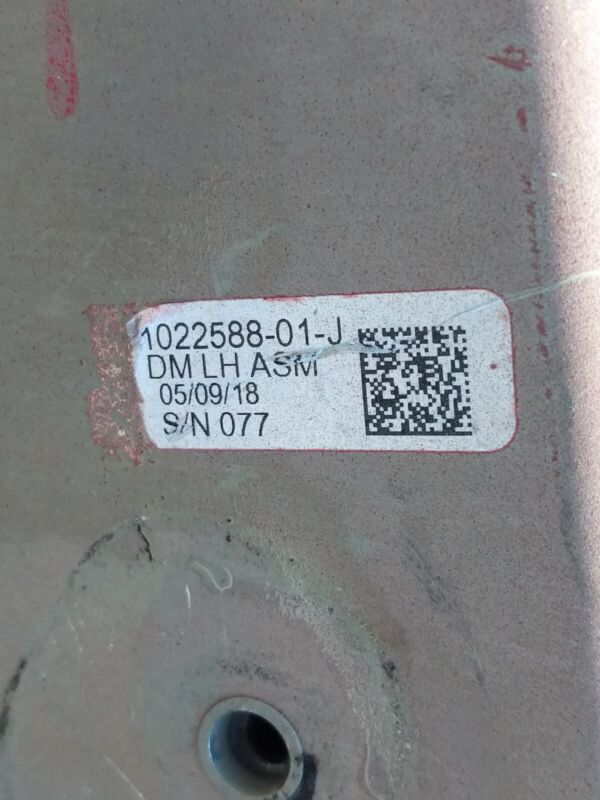 1022588-01-J
DM LH ASM
05/09/18
S/N 077